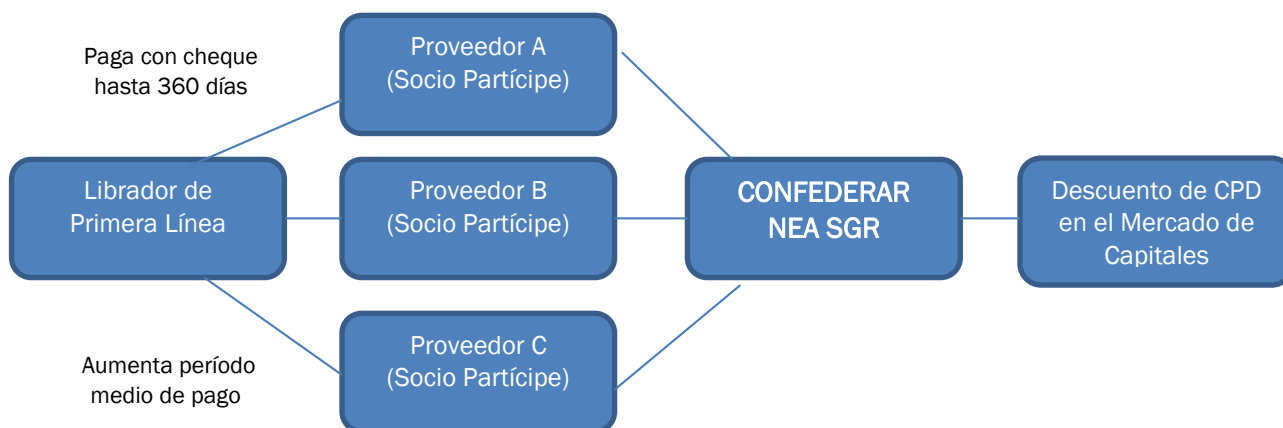 Paga con cheque
hasta 360 días
Proveedor A
(Socio Partícipe)
Librador de
Primera Línea
Proveedor B
(Socio Partícipe)
CONFEDERAR
NEA SGR
Descuento de CPD
en el Mercado de
Capitales
Proveedor C
(Socio Partícipe)
Aumenta período
medio de pago